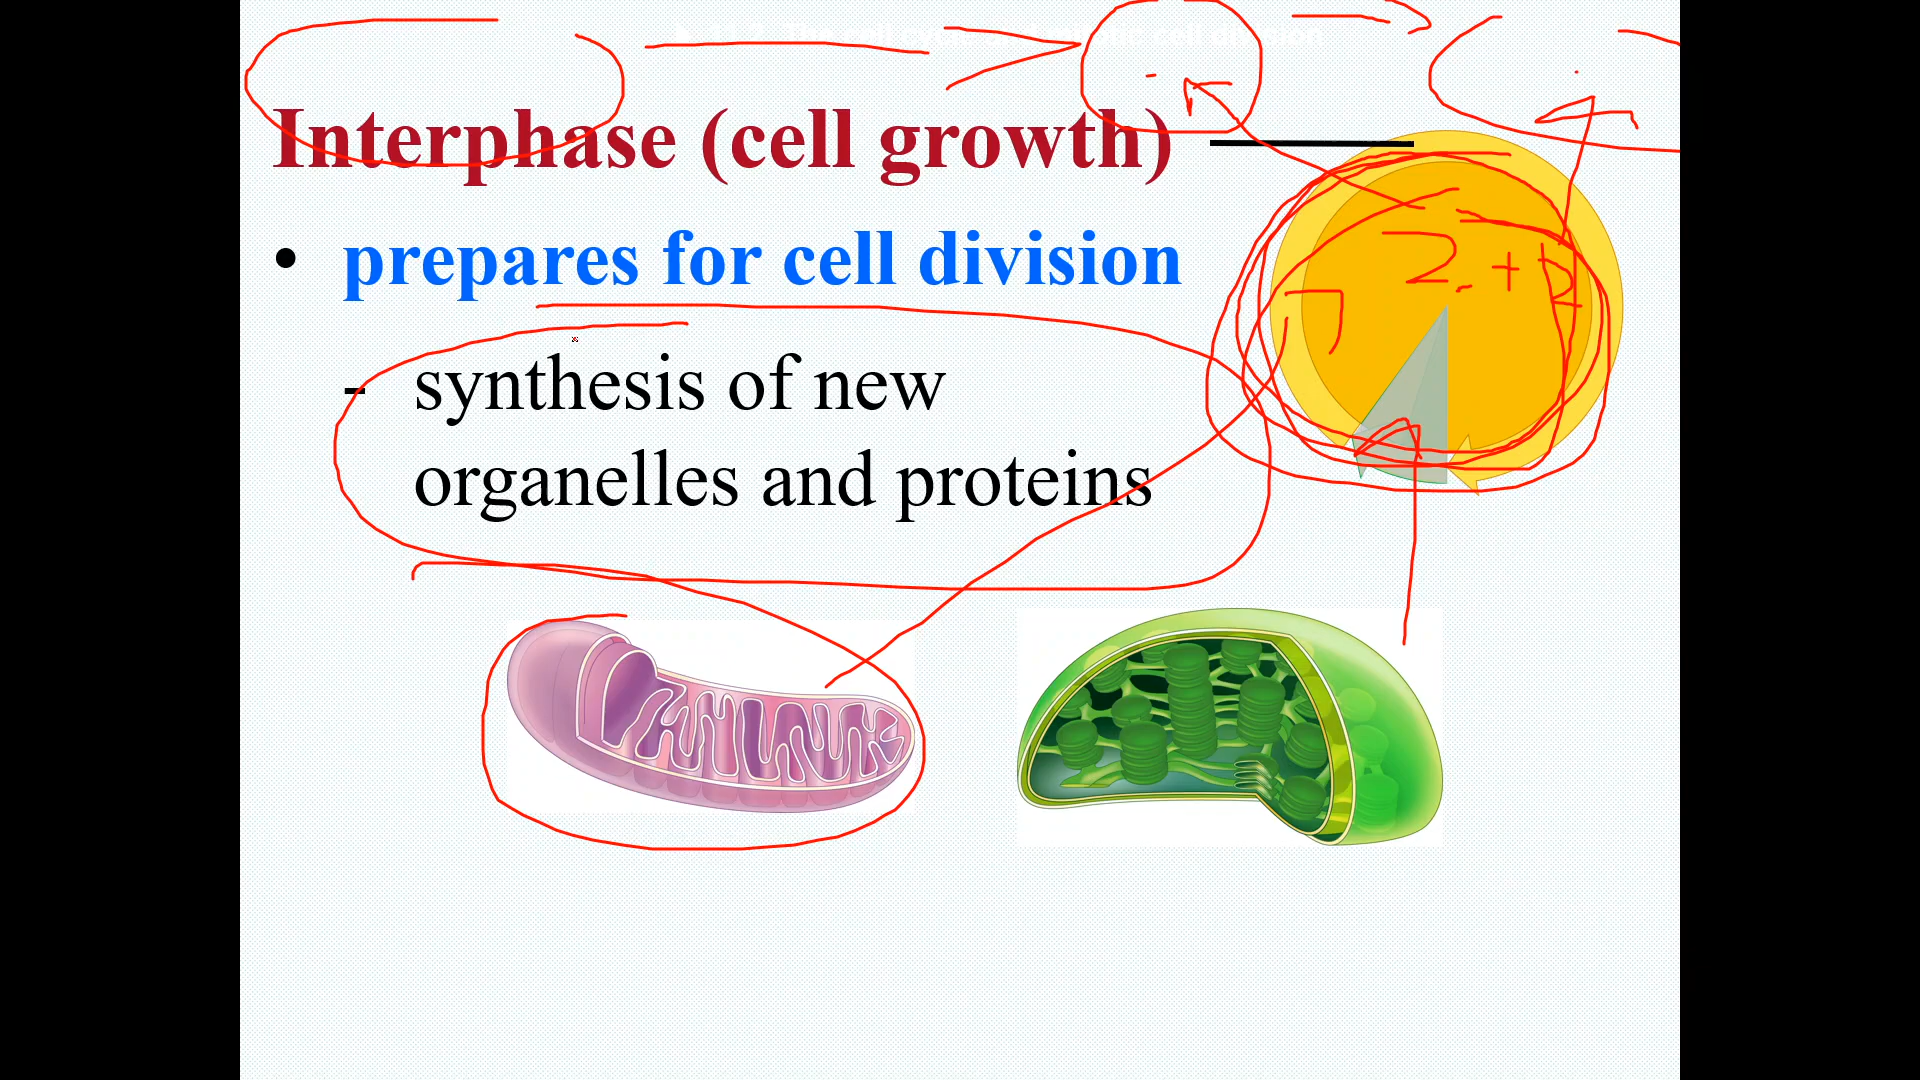 Interphase (cell growth)
• prepares for cell division
- synthesis of new
organelles and proteins